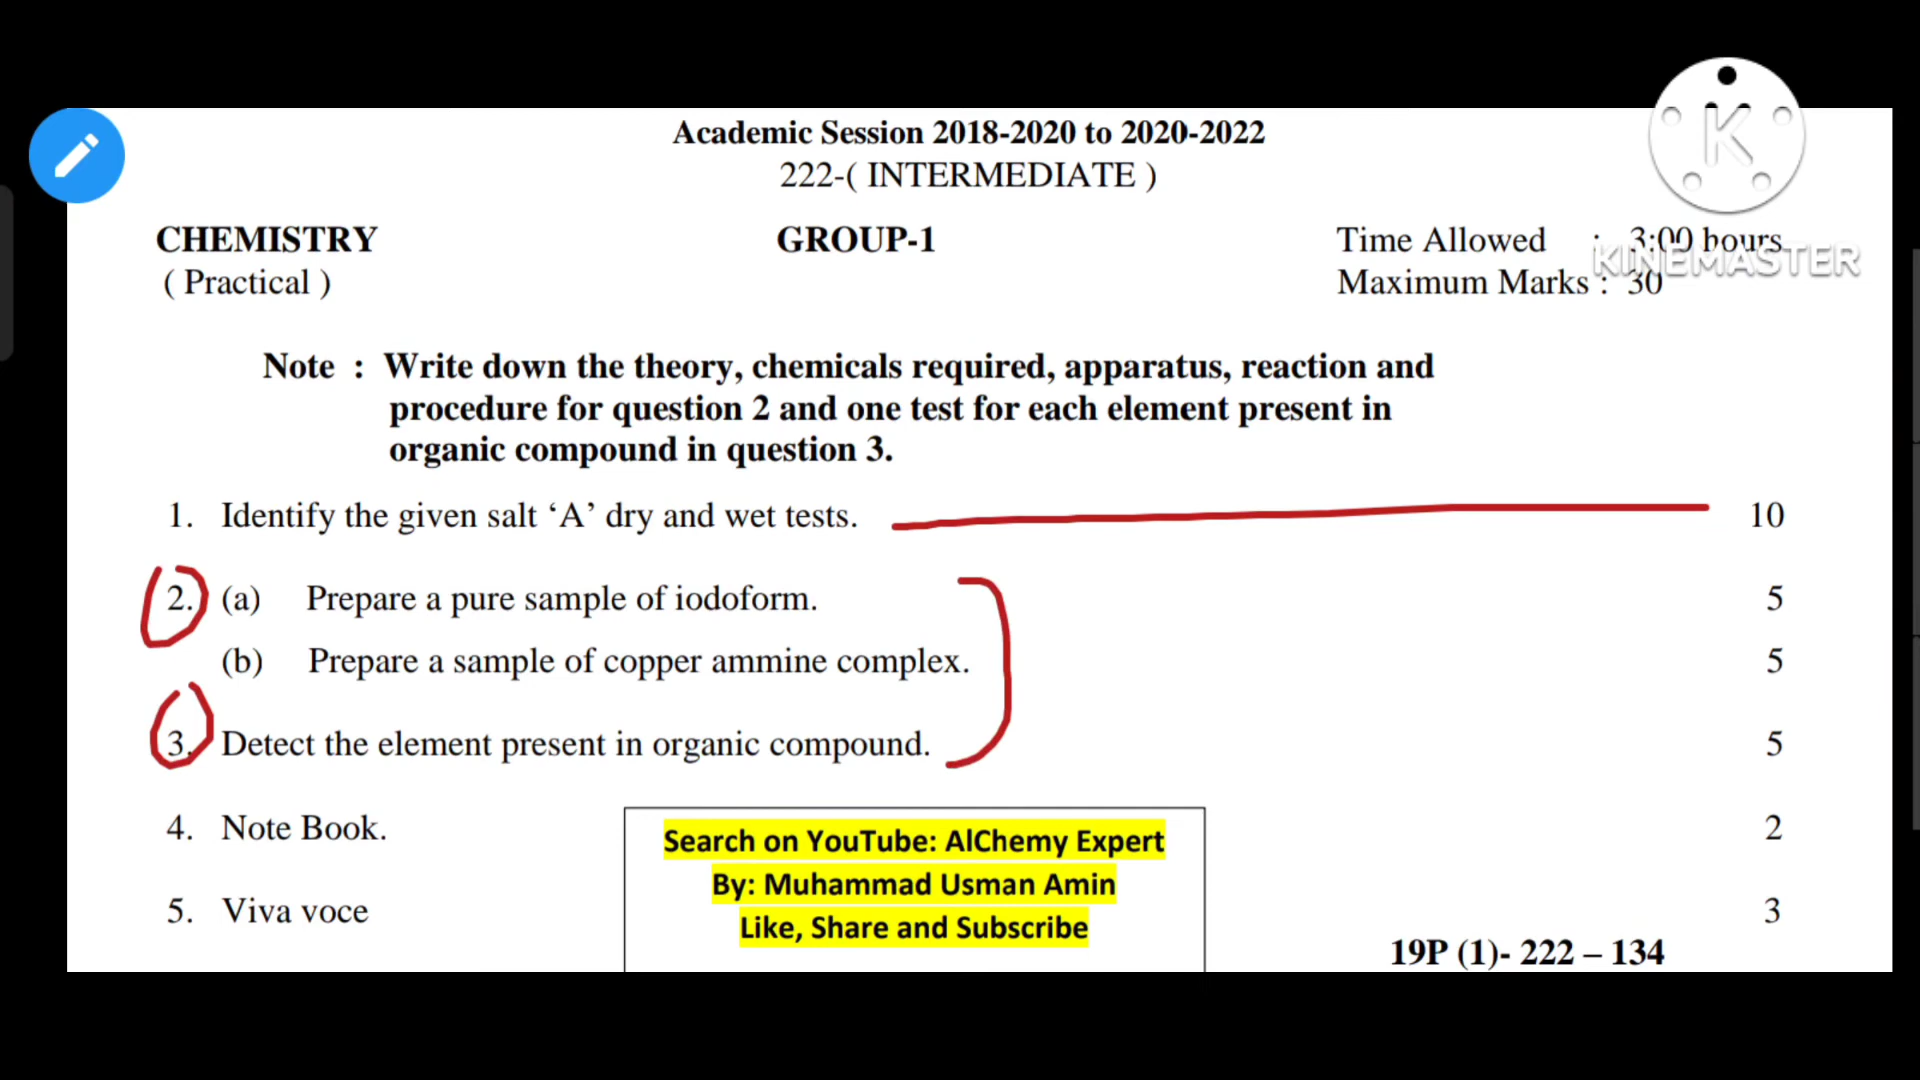 Academic Session 2018-2020 to 2020-2022
222-( INTERMEDIATE )
K
CHEMISTRY GROUP-1 Time Allowed : 3:00 hours
KINEMASTER
( Practical ) Maximum Marks : 30
Note : Write down the theory, chemicals required, apparatus, reaction and
procedure for question 2 and one test for each element present in
organic compound in question 3.
1. Identify the given salt ‘A’ dry and wet tests. 10
2. (a) Prepare a pure sample of iodoform. 5
(b) Prepare a sample of copper ammine complex. 5
3. Detect the element present in organic compound. 5
4. Note Book. 2
Search on YouTube: AlChemy Expert
By: Muhammad Usman Amin
5. Viva voce 3
Like, Share and Subscribe
19P (1)- 222 – 134